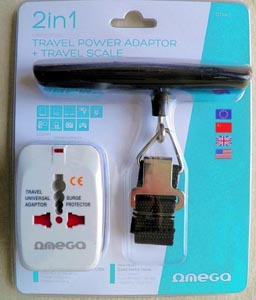 2in1
TRAVEL POWER ADAPTOR
+ TRAVEL SCALE
CE
TRAVEL
UNIVERSAL
ADAPTOR
SURGE
PROTECTOR
OMEGA
OMEGA